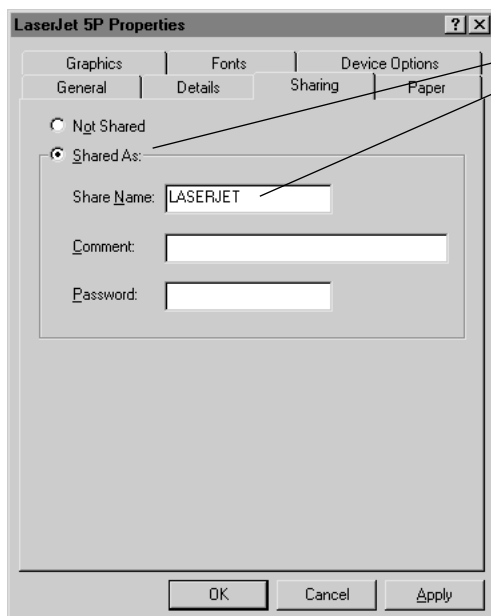 LaserJet 5P Properties
Graphics Fonts Device Options
General Details Sharing Paper
Not Shared
Shared As:
Share Name: LASERJET
Comment:
Password:
OK Cancel Apply